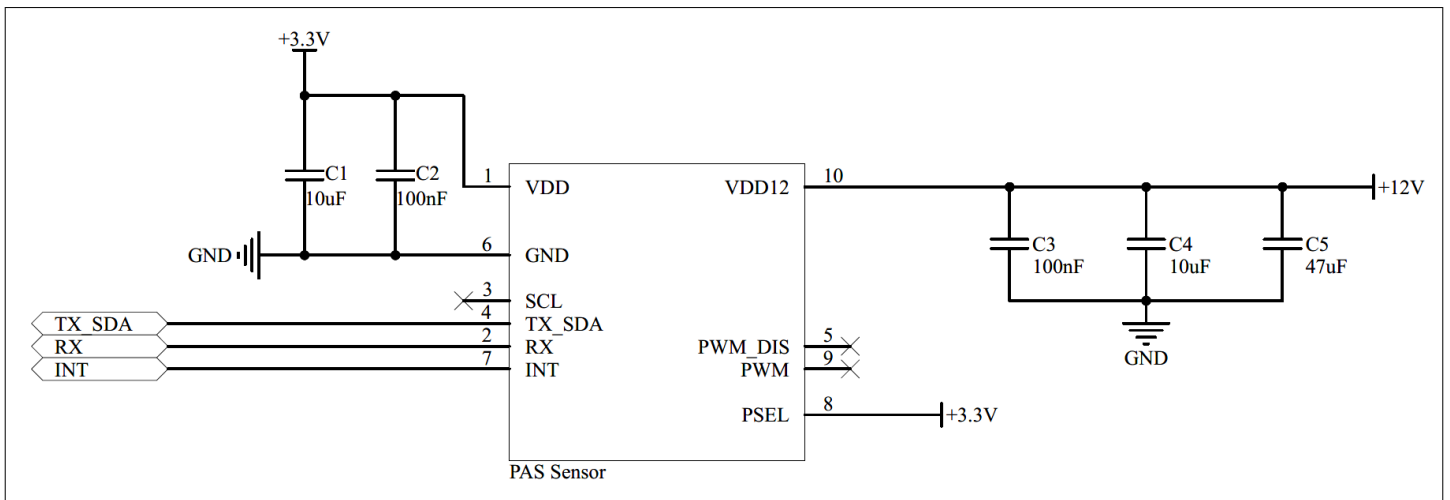 +3.3V
C1
10uF
C2
100nF
1
VDD
VDD12
10
+12V
GND
6
GND
C3
100nF
C4
10uF
C5
47uF
3
SCL
TX_SDA
4
TX_SDA
RX
2
RX
PWM_DIS
5
INT
7
INT
PWM
9
GND
PSEL
8
+3.3V
PAS Sensor